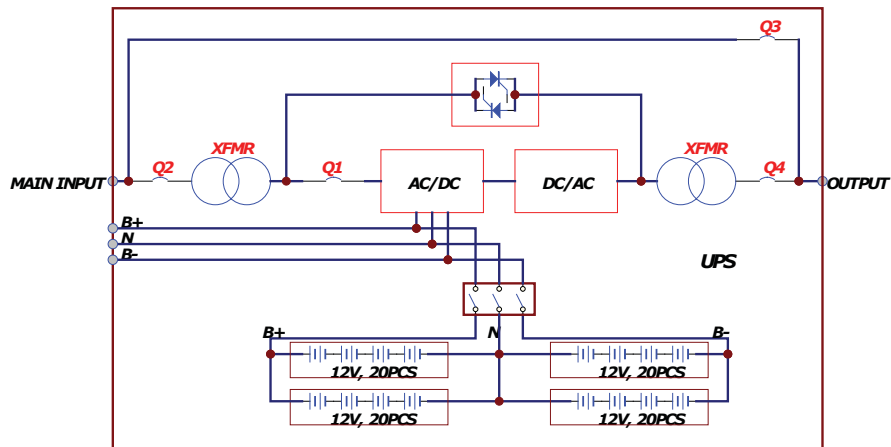 Q3
XFMR
XFMR
Q2
Q1
Q4
MAIN INPUT
AC/DC
DC/AC
OUTPUT
B+
N
B-
UPS
B+
N
B-
12V, 20PCS
12V, 20PCS
12V, 20PCS
12V, 20PCS